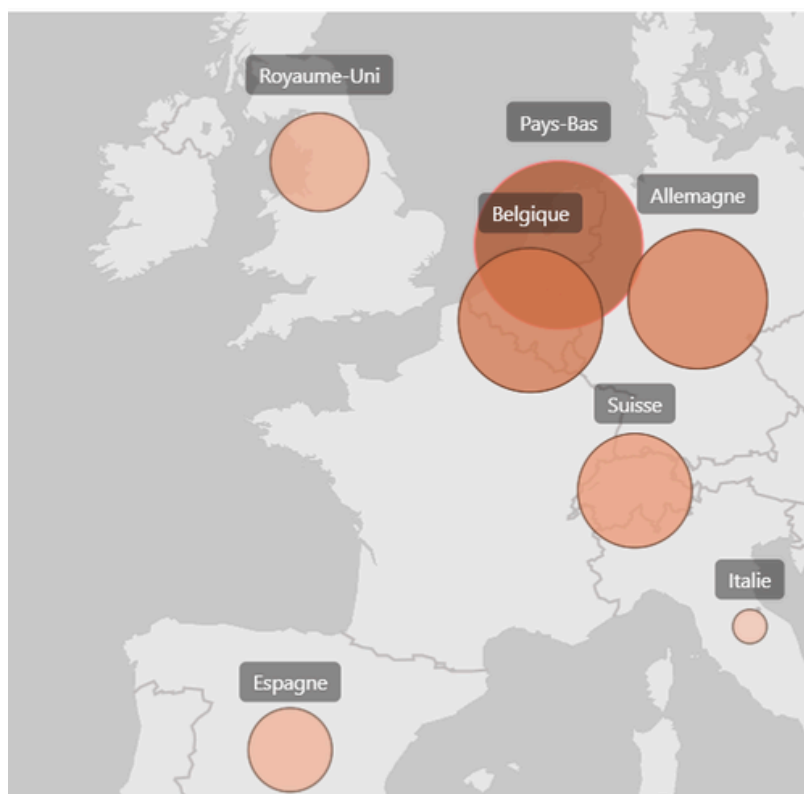 Royaume-Uni
Pays-Bas
Allemagne
Belgique
Suisse
Italie
Espagne